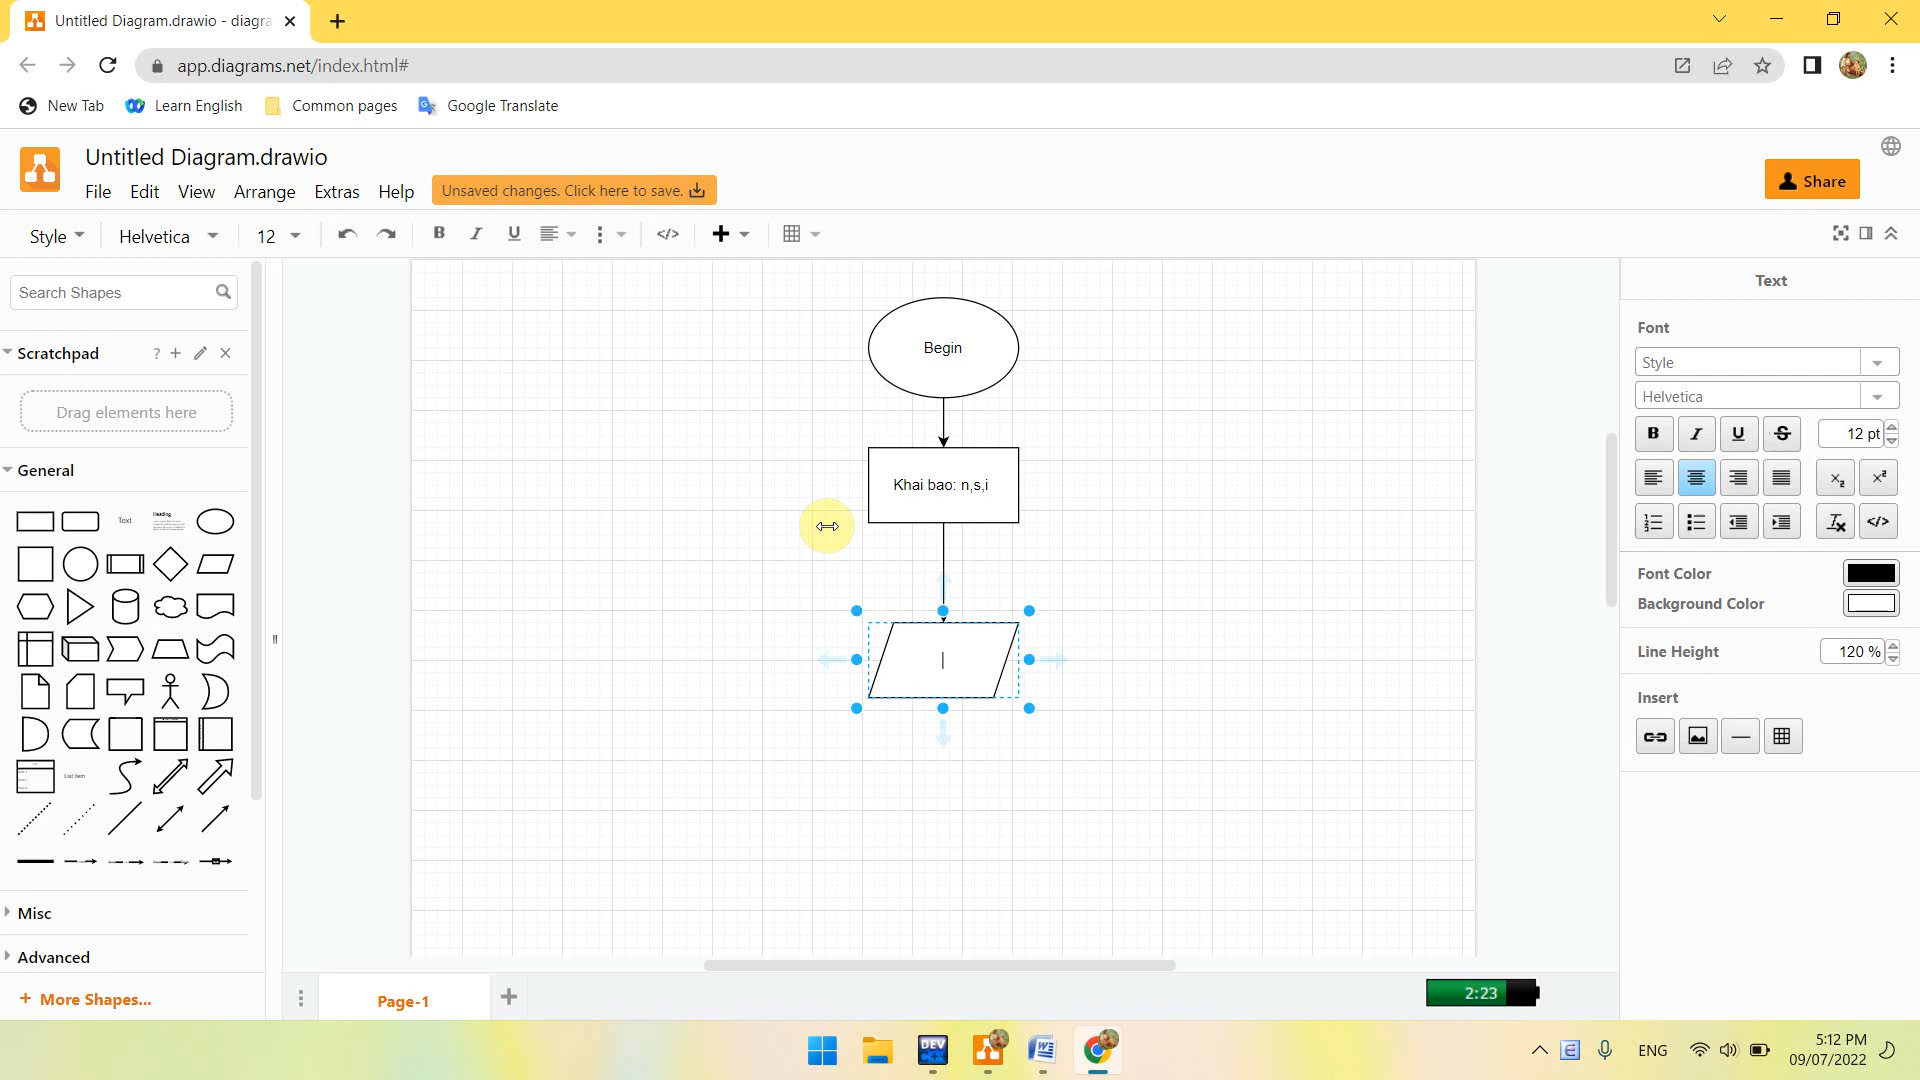 Untitled Diagram.drawio - diagra
app.diagrams.net/index.html#
New Tab
Learn English
Common pages
Google Translate
Untitled Diagram.drawio
File
Edit
View
Arrange
Extras
Help
Unsaved changes. Click here to save.
Share
Style
Helvetica
12
B
I
U
</>
Search Shapes
Scratchpad
?
Drag elements here
General
Text
Heading
List Item
Misc
Advanced
+ More Shapes...
Begin
Khai bao: n,s,i
Page-1
2:23
Text
Font
Style
Helvetica
B
I
U
S
12 pt
Font Color
Background Color
Line Height
120 %
Insert
DEV
ENG
5:12 PM
09/07/2022